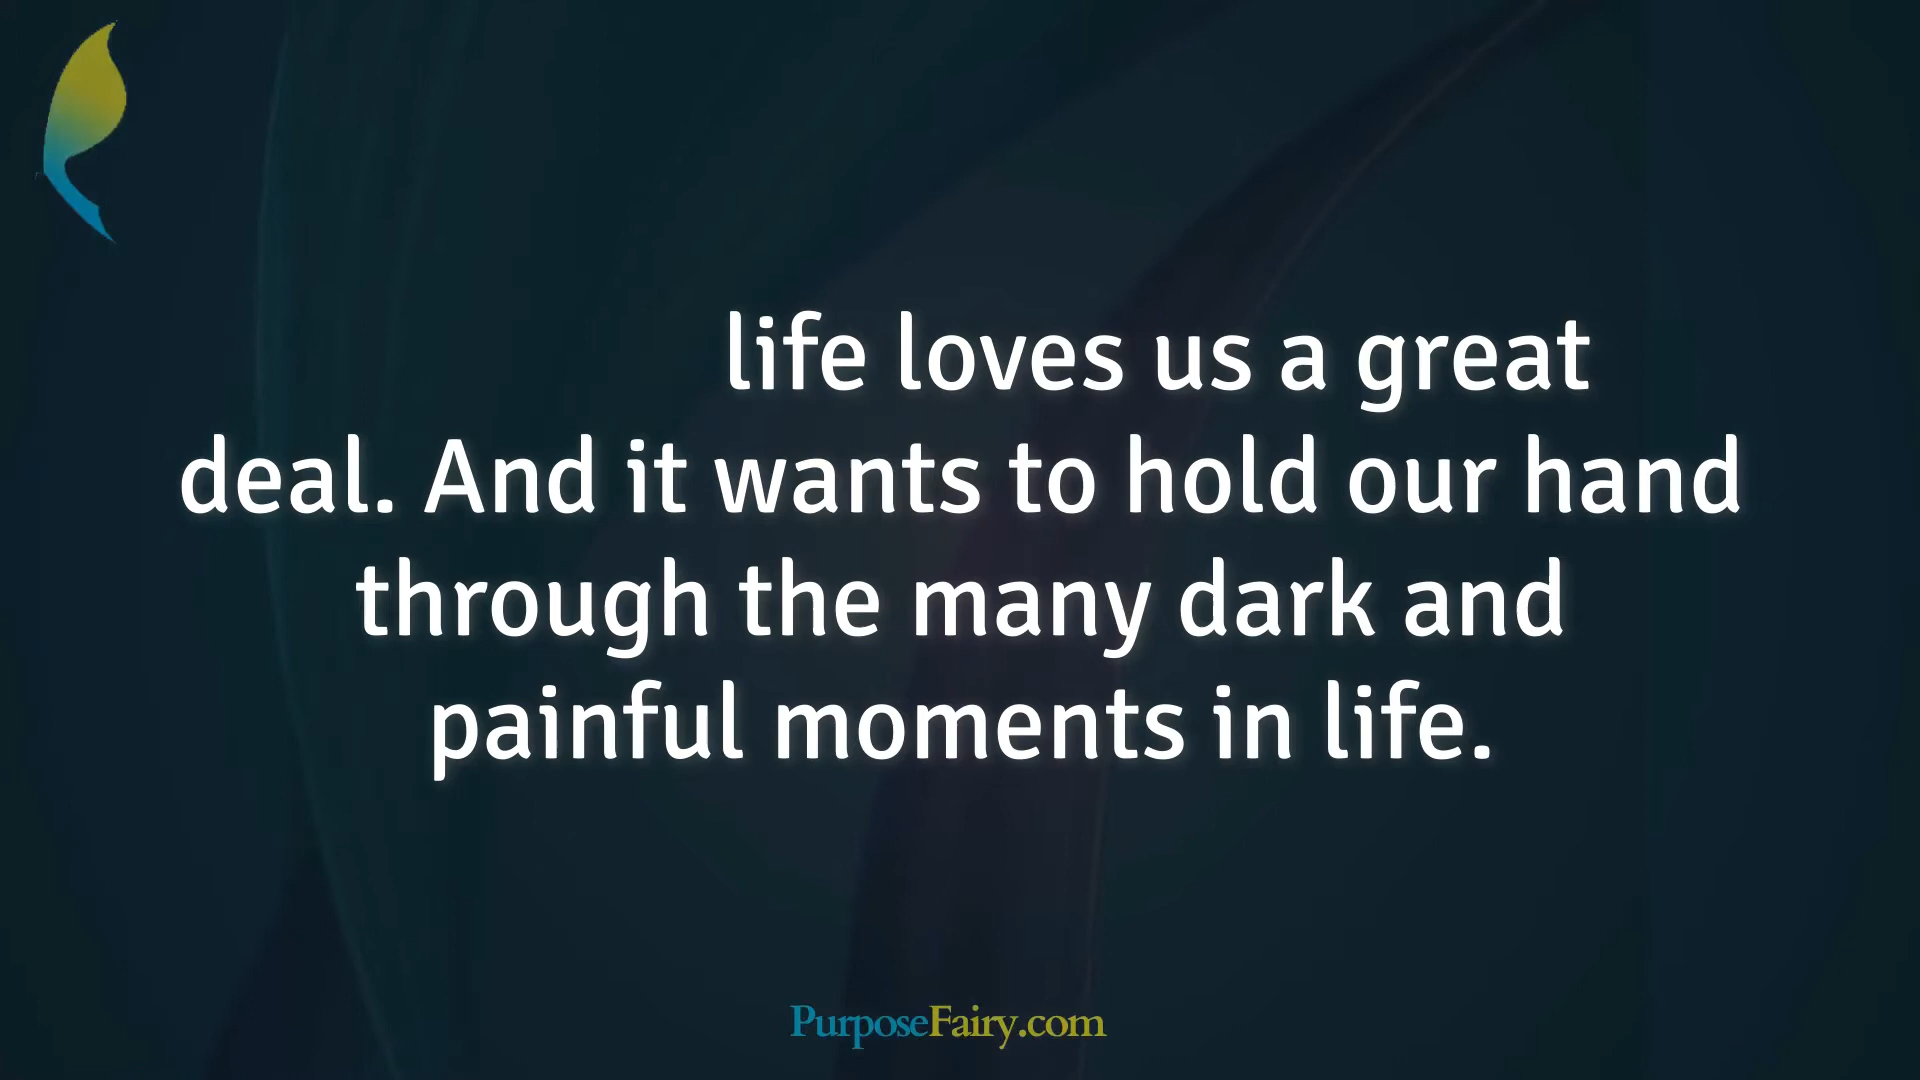 life loves us a great
deal. And it wants to hold our hand
through the many dark and
painful moments in life.
PurposeFairy.com